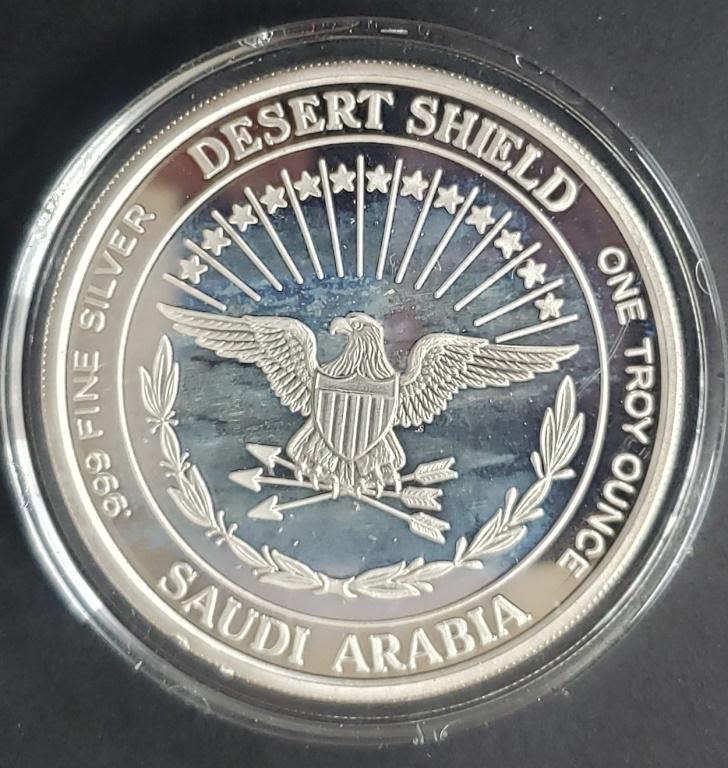 DESERT SHIELD
.999 FINE SILVER
ONE TROY OUNCE
SAUDI ARABIA